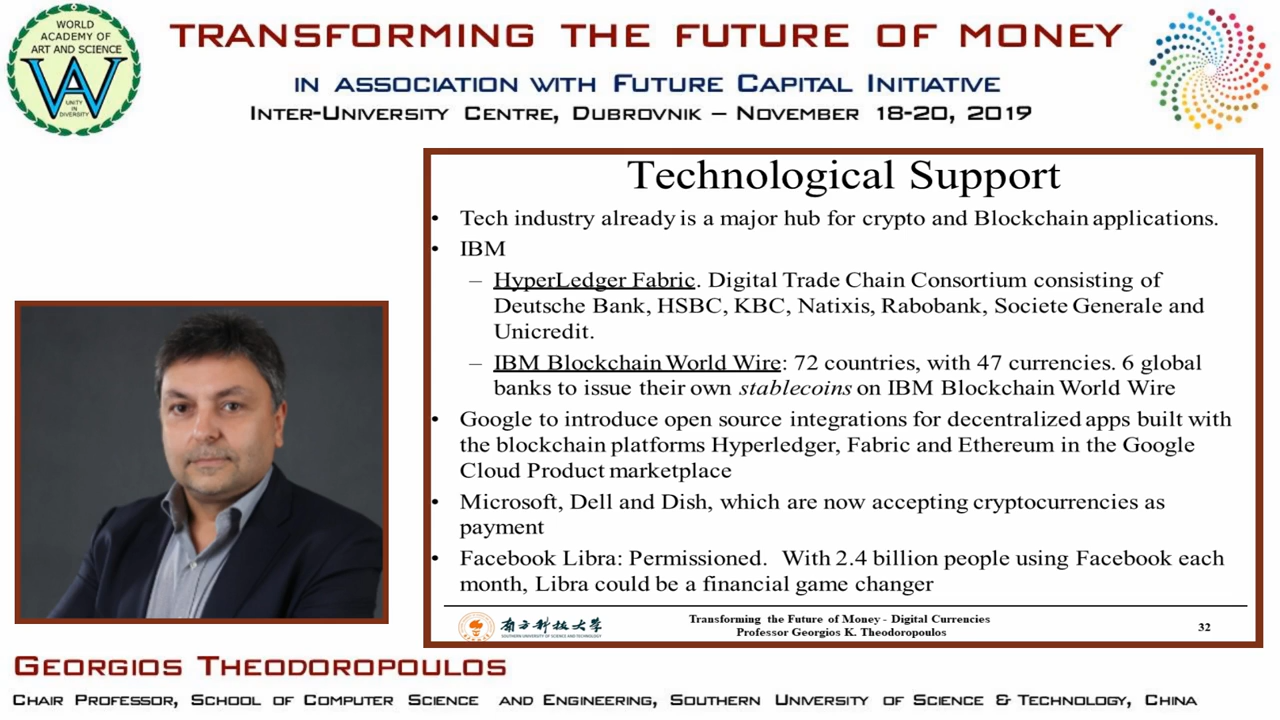 WORLD
ACADEMY OF
ART AND SCIENCE
UNITY
IN
DIVERSITY
TRANSFORMING THE FUTURE OF MONEY
IN ASSOCIATION WITH FUTURE CAPITAL INITIATIVE
INTER-UNIVERSITY CENTRE, DUBROVNIK – NOVEMBER 18-20, 2019
Technological Support
• Tech industry already is a major hub for crypto and Blockchain applications.
• IBM
– HyperLedger Fabric. Digital Trade Chain Consortium consisting of
Deutsche Bank, HSBC, KBC, Natixis, Rabobank, Societe Generale and
Unicredit.
– IBM Blockchain World Wire: 72 countries, with 47 currencies. 6 global
banks to issue their own stablecoins on IBM Blockchain World Wire
• Google to introduce open source integrations for decentralized apps built with
the blockchain platforms Hyperledger, Fabric and Ethereum in the Google
Cloud Product marketplace
• Microsoft, Dell and Dish, which are now accepting cryptocurrencies as
payment
• Facebook Libra: Permissioned. With 2.4 billion people using Facebook each
month, Libra could be a financial game changer
南方科技大学
SOUTHERN UNIVERSITY OF SCIENCE AND TECHNOLOGY
Transforming the Future of Money - Digital Currencies
Professor Georgios K. Theodoropoulos
32
GEORGIOS THEODOROPOULOS
CHAIR PROFESSOR, SCHOOL OF COMPUTER SCIENCE AND ENGINEERING, SOUTHERN UNIVERSITY OF SCIENCE & TECHNOLOGY, CHINA